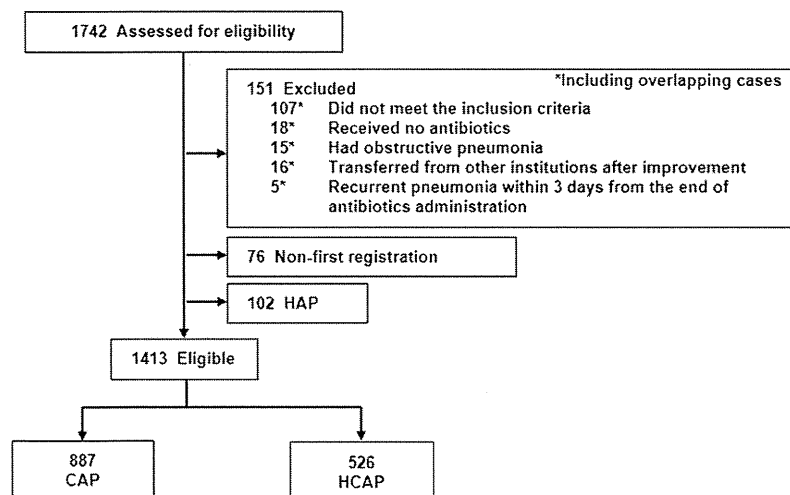 1742 Assessed for eligibility
*Including overlapping cases
151 Excluded
107* Did not meet the inclusion criteria
18* Received no antibiotics
15* Had obstructive pneumonia
16* Transferred from other institutions after improvement
5* Recurrent pneumonia within 3 days from the end of
antibiotics administration
76 Non-first registration
102 HAP
1413 Eligible
887
CAP
526
HCAP